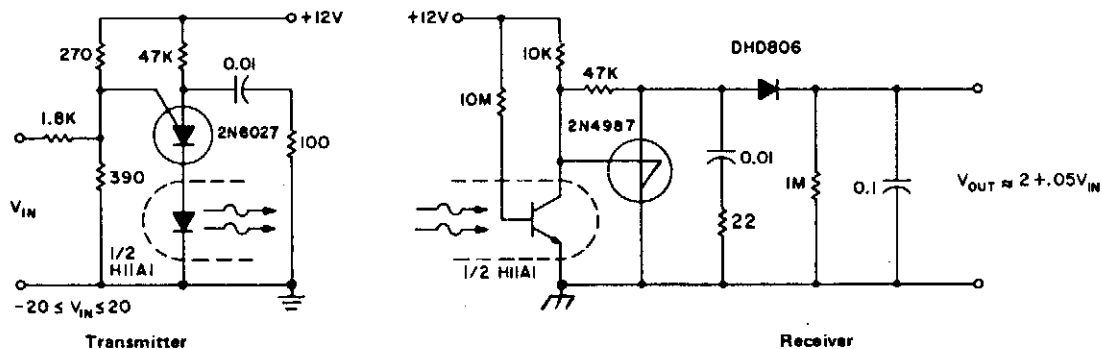 +12V
270
47K
0.01
1.8K
2N6027
100
390
V_IN
1/2
H11A1
-20 ≤ V_IN ≤ 20
Transmitter
+12V
DHD806
10K
47K
10M
2N4987
0.01
1M
0.1
V_OUT ≈ 2+.05V_IN
22
1/2 H11A1
Receiver